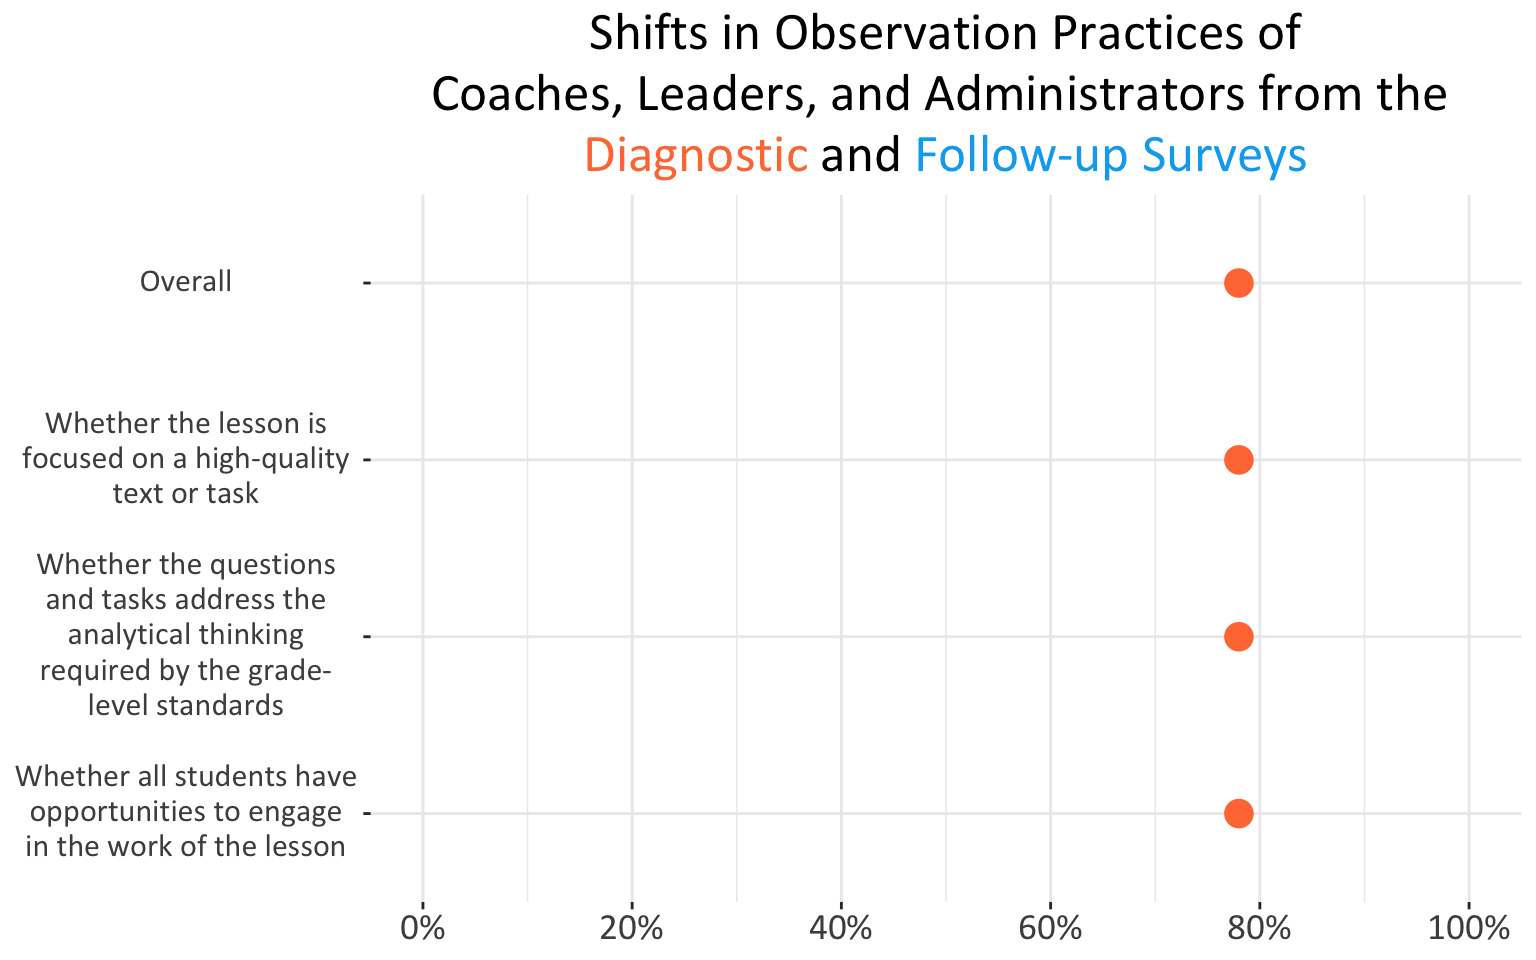 Shifts in Observation Practices of
Coaches, Leaders, and Administrators from the
Diagnostic and Follow-up Surveys
Overall
Whether the lesson is
focused on a high-quality
text or task
Whether the questions
and tasks address the
analytical thinking
required by the grade-
level standards
Whether all students have
opportunities to engage
in the work of the lesson
0% 20% 40% 60% 80% 100%